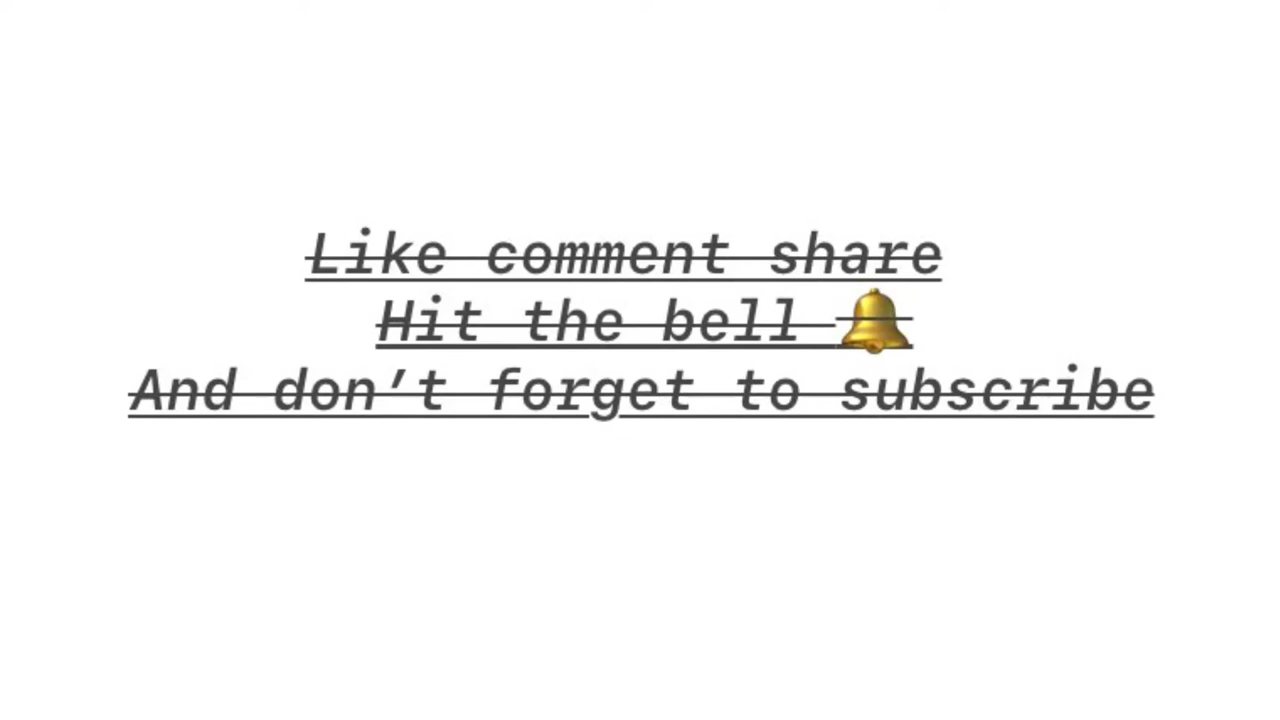 Like comment share
Hit the bell 🔔
And don’t forget to subscribe